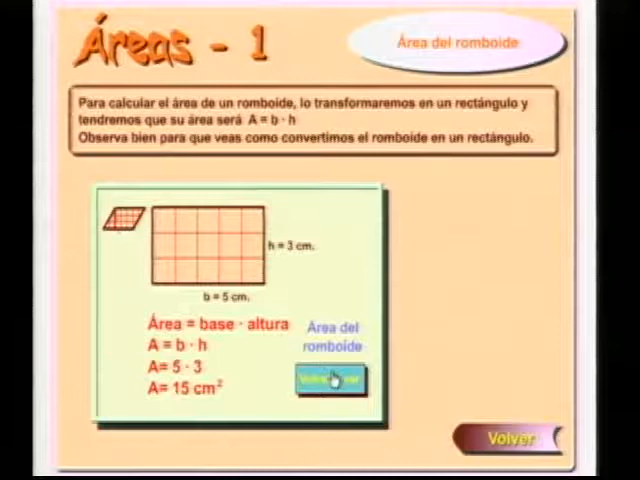 Áreas - 1
Área del romboide
Para calcular el área de un romboide, lo transformaremos en un rectángulo y
tendremos que su área será A = b · h
Observa bien para que veas como convertimos el romboide en un rectángulo.
h = 3 cm.
b = 5 cm.
Área = base · altura
A = b · h
A= 5 · 3
A= 15 cm²
Área del
romboide
Volver